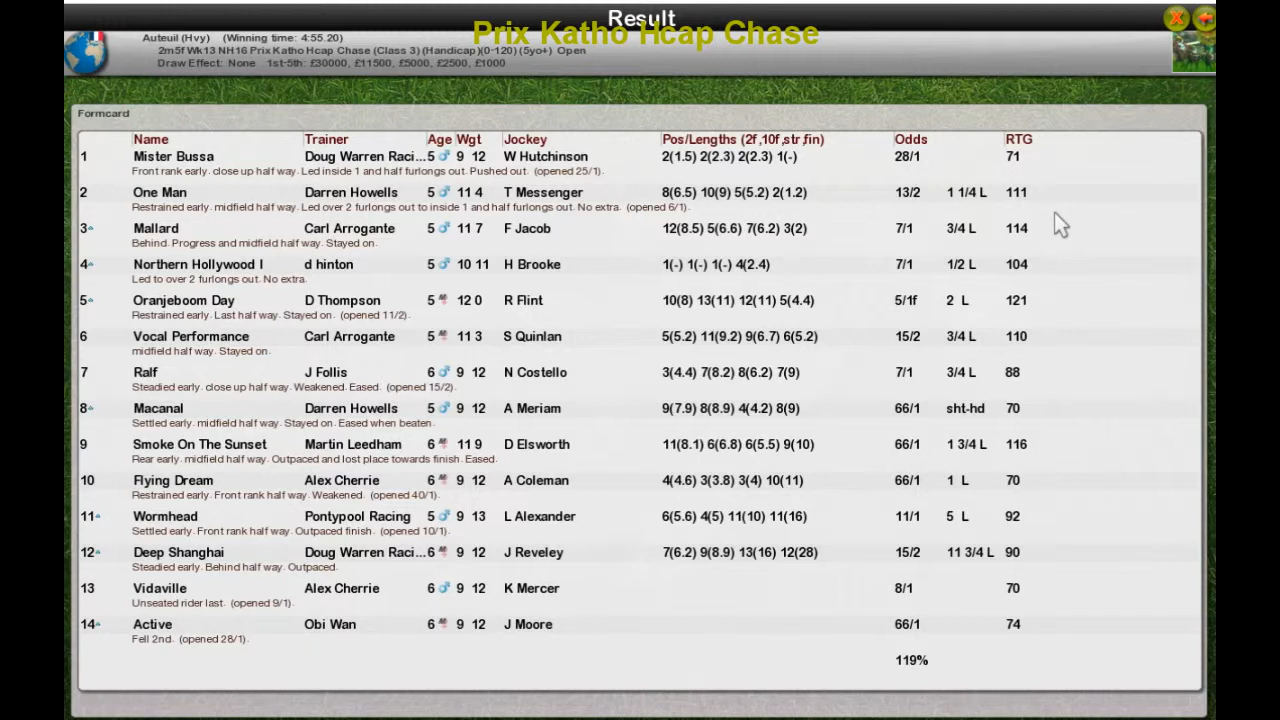 Result
Prix Katho Hcap Chase
Auteuil (Hvy) (Winning time: 4:55.20)
2m5f Wk13 NH16 Prix Katho Hcap Chase (Class 3) (Handicap)(0-120) (5yo+) Open
Draw Effect: None 1st-5th: £30000, £11500, £5000, £2500, £1000
Formcard
Name Trainer Age Wgt Jockey Pos/Lengths (2f,10f,str,fin) Odds RTG
1 Mister Bussa Doug Warren Raci... 5 9 12 W Hutchinson 2(1.5) 2(2.3) 2(2.3) 1(-) 28/1 71
Front rank early. close up half way. Led inside 1 and half furlongs out. Pushed out. (opened 25/1).
2 One Man Darren Howells 5 11 4 T Messenger 8(6.5) 10(9) 5(5.2) 2(1.2) 13/2 1 1/4 L 111
Restrained early. midfield half way. Led over 2 furlongs out to inside 1 and half furlongs out. No extra. (opened 6/1).
3 Mallard Carl Arrogante 5 11 7 F Jacob 12(8.5) 5(6.6) 7(6.2) 3(2) 7/1 3/4 L 114
Behind. Progress and midfield half way. Stayed on.
4 Northern Hollywood I d hinton 5 10 11 H Brooke 1(-) 1(-) 1(-) 4(2.4) 7/1 1/2 L 104
Led to over 2 furlongs out. No extra.
5 Oranjeboom Day D Thompson 5 12 0 R Flint 10(8) 13(11) 12(11) 5(4.4) 5/1f 2 L 121
Restrained early. Last half way. Stayed on. (opened 11/2).
6 Vocal Performance Carl Arrogante 5 11 3 S Quinlan 5(5.2) 11(9.2) 9(6.7) 6(5.2) 15/2 3/4 L 110
midfield half way. Stayed on.
7 Ralf J Follis 6 9 12 N Costello 3(4.4) 7(8.2) 8(6.2) 7(9) 7/1 3/4 L 88
Steadied early. close up half way. Weakened. Eased. (opened 15/2).
8 Macanal Darren Howells 5 9 12 A Meriam 9(7.9) 8(8.9) 4(4.2) 8(9) 66/1 sht-hd 70
Settled early. midfield half way. Stayed on. Eased when beaten.
9 Smoke On The Sunset Martin Leedham 6 11 9 D Elsworth 11(8.1) 6(6.8) 6(5.5) 9(10) 66/1 1 3/4 L 116
Rear early. midfield half way. Outpaced and lost place towards finish. Eased.
10 Flying Dream Alex Cherrie 6 9 12 A Coleman 4(4.6) 3(3.8) 3(4) 10(11) 66/1 1 L 70
Restrained early. Front rank half way. Weakened. (opened 40/1).
11 Wormhead Pontypool Racing 5 9 13 L Alexander 6(5.6) 4(5) 11(10) 11(16) 11/1 5 L 92
Settled early. Front rank half way. Outpaced finish. (opened 10/1).
12 Deep Shanghai Doug Warren Raci... 6 9 12 J Reveley 7(6.2) 9(8.9) 13(16) 12(28) 15/2 11 3/4 L 90
Steadied early. Behind half way. Outpaced.
13 Vidaville Alex Cherrie 6 9 12 K Mercer 8/1 70
Unseated rider last. (opened 9/1).
14 Active Obi Wan 6 9 12 J Moore 66/1 74
Fell 2nd. (opened 28/1).
119%